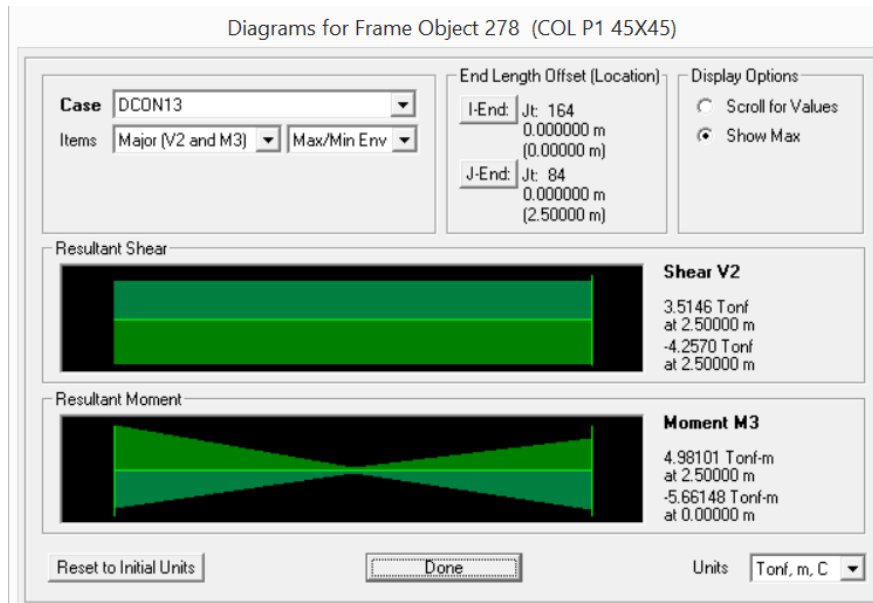 Diagrams for Frame Object 278 (COL P1 45X45)
Case DCON13
Items Major (V2 and M3) Max/Min Env
End Length Offset (Location)
I-End: Jt: 164
0.000000 m
(0.00000 m)
J-End: Jt: 84
0.000000 m
(2.50000 m)
Display Options
Scroll for Values
Show Max
Resultant Shear
Shear V2
3.5146 Tonf
at 2.50000 m
-4.2570 Tonf
at 2.50000 m
Resultant Moment
Moment M3
4.98101 Tonf-m
at 2.50000 m
-5.66148 Tonf-m
at 0.00000 m
Reset to Initial Units
Done
Units Tonf, m, C